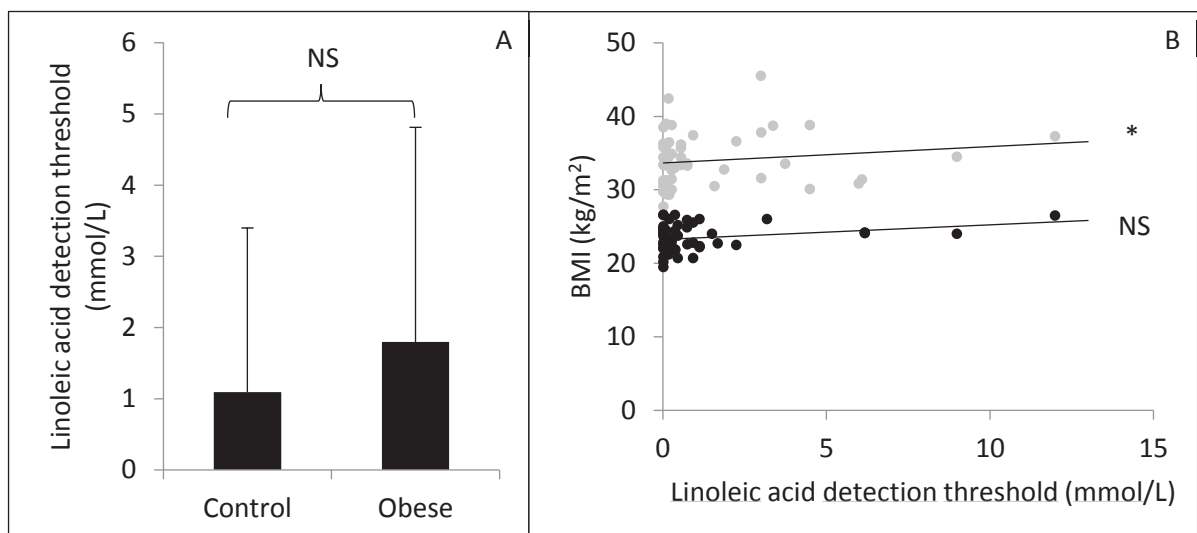 A
NS
Linoleic acid detection threshold
(mmol/L)
6
5
4
3
2
1
0
Control Obese
B
BMI (kg/m²)
50
40
30
20
10
0
*
NS
0 5 10 15
Linoleic acid detection threshold (mmol/L)